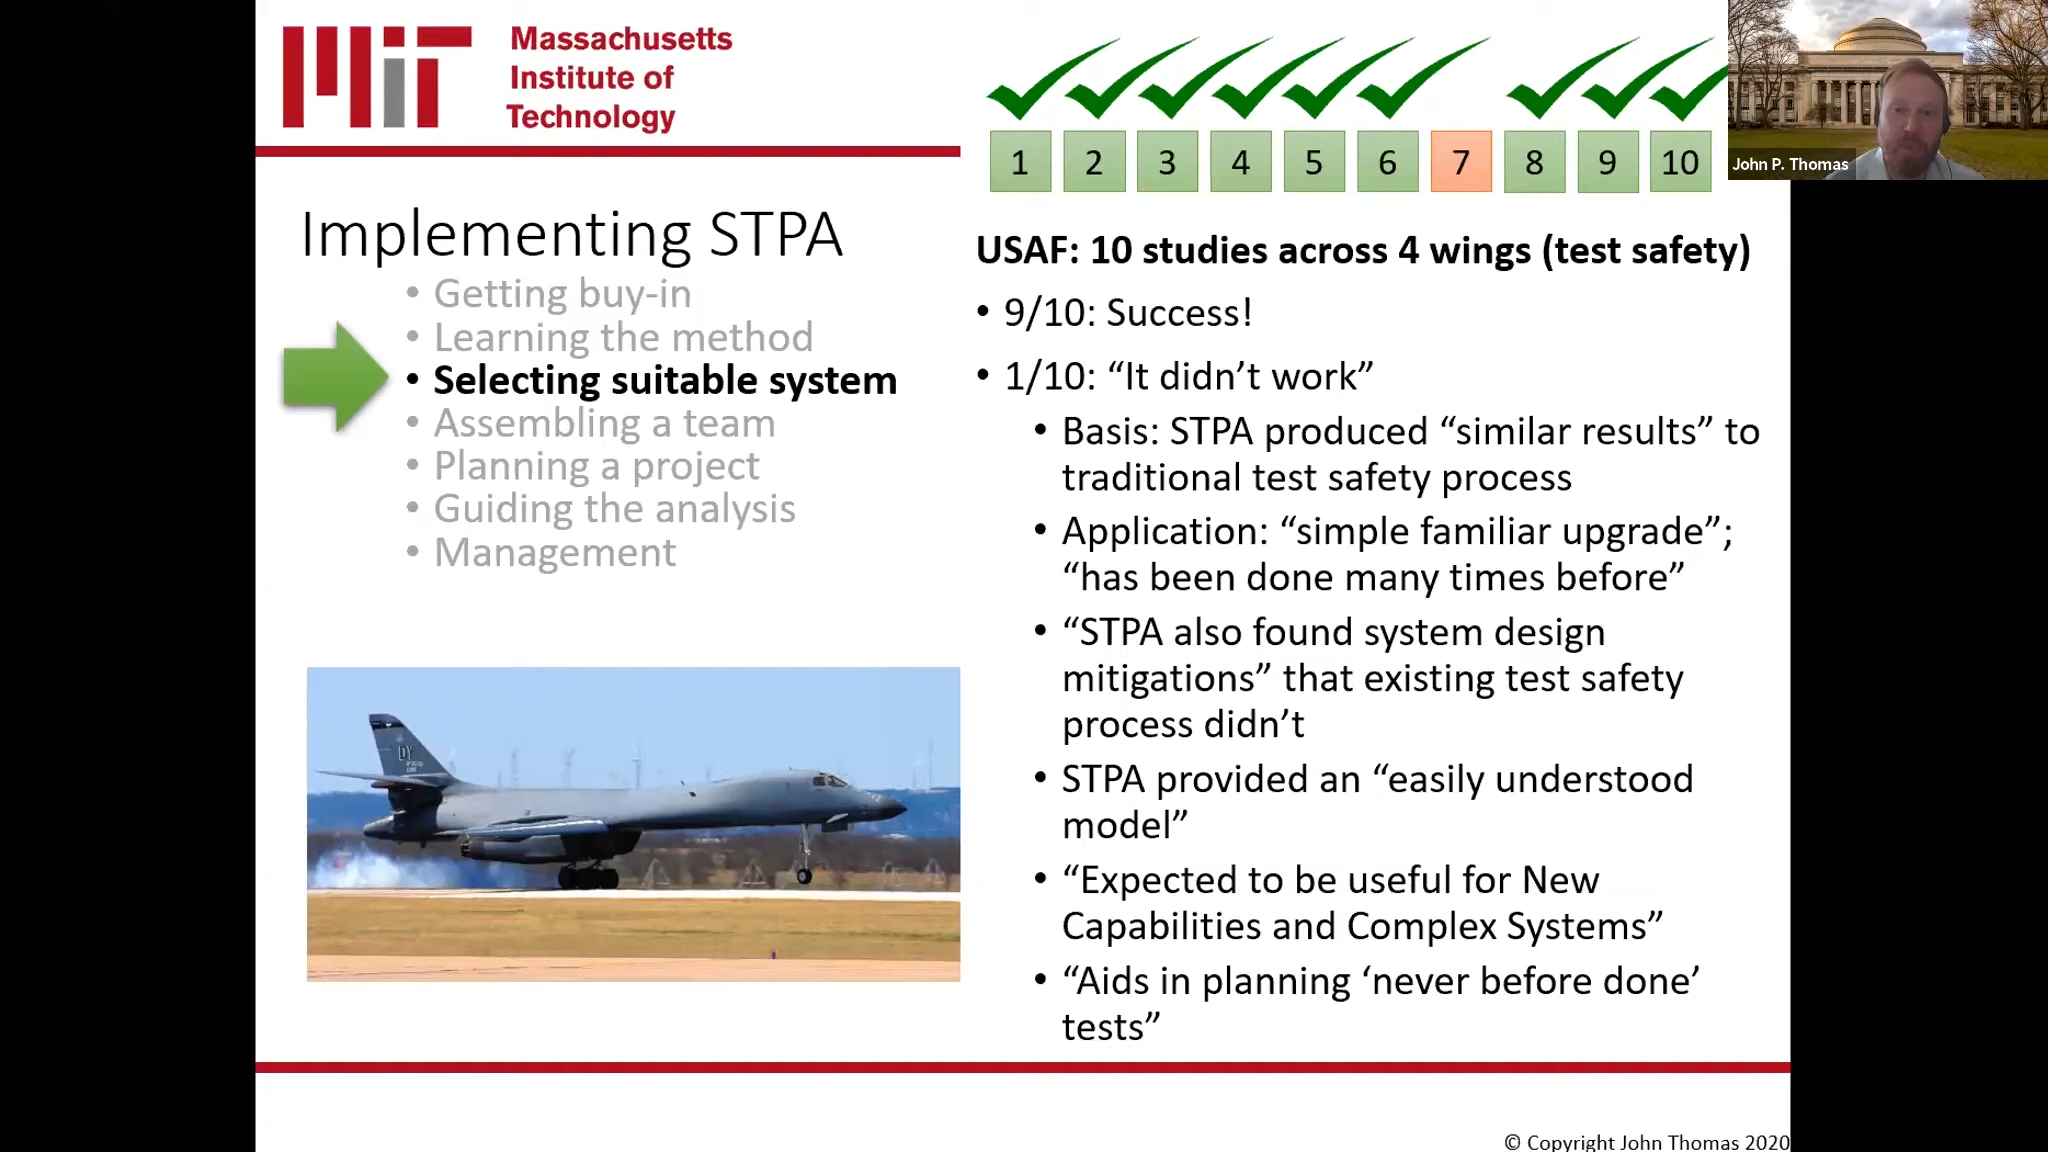 Massachusetts
Institute of
Technology
1 2 3 4 5 6 7 8 9 10
John P. Thomas
Implementing STPA
• Getting buy-in
• Learning the method
• Selecting suitable system
• Assembling a team
• Planning a project
• Guiding the analysis
• Management
DY
USAF: 10 studies across 4 wings (test safety)
• 9/10: Success!
• 1/10: “It didn’t work”
• Basis: STPA produced “similar results” to
traditional test safety process
• Application: “simple familiar upgrade”;
“has been done many times before”
• “STPA also found system design
mitigations” that existing test safety
process didn’t
• STPA provided an “easily understood
model”
• “Expected to be useful for New
Capabilities and Complex Systems”
• “Aids in planning ‘never before done’
tests”
© Copyright John Thomas 2020